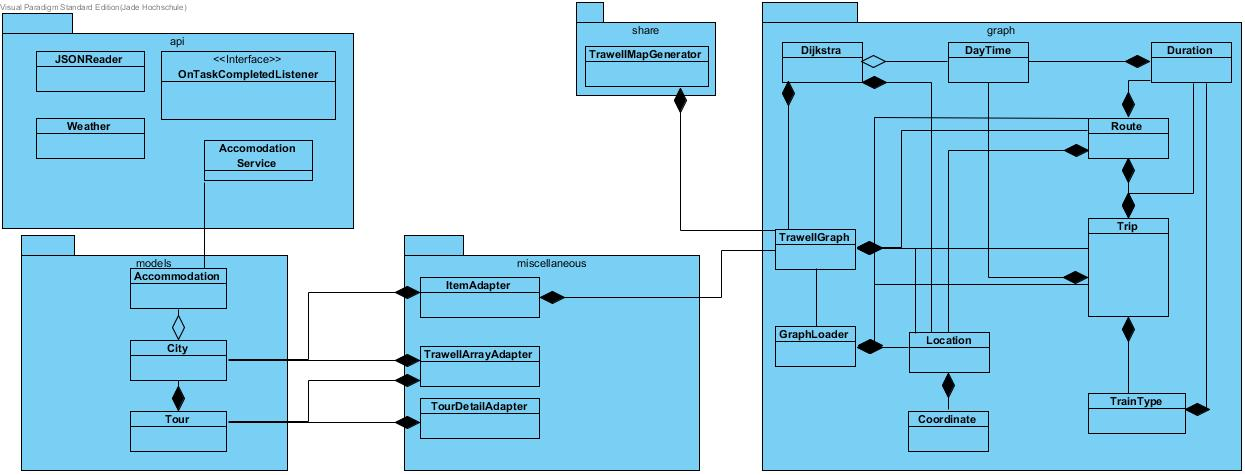 Visual Paradigm Standard Edition(Jade Hochschule)
api
JSONReader
<<Interface>>
OnTaskCompletedListener
Weather
Accomodation
Service
share
TrawellMapGenerator
graph
Dijkstra
DayTime
Duration
Route
Trip
TrawellGraph
GraphLoader
Location
Coordinate
TrainType
models
Accommodation
City
Tour
miscellaneous
ItemAdapter
TrawellArrayAdapter
TourDetailAdapter